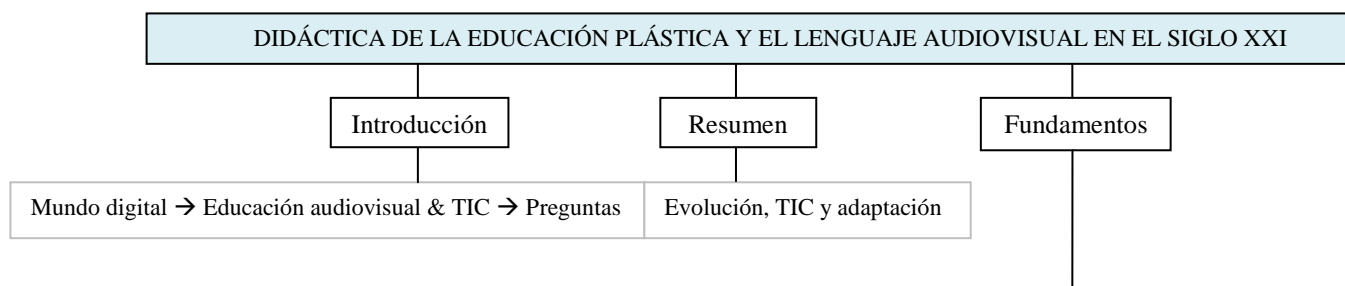 DIDÁCTICA DE LA EDUCACIÓN PLÁSTICA Y EL LENGUAJE AUDIOVISUAL EN EL SIGLO XXI
Introducción
Resumen
Fundamentos
Mundo digital → Educación audiovisual & TIC → Preguntas
Evolución, TIC y adaptación